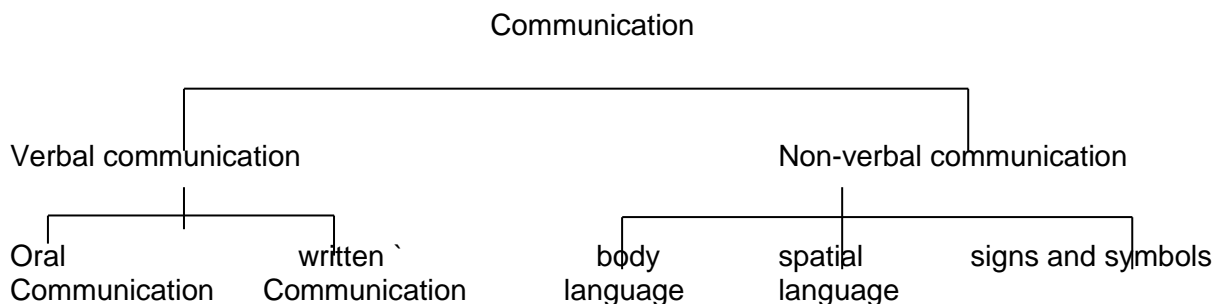 Communication
Verbal communication Non-verbal communication
Oral written ` body spatial signs and symbols
Communication Communication language language